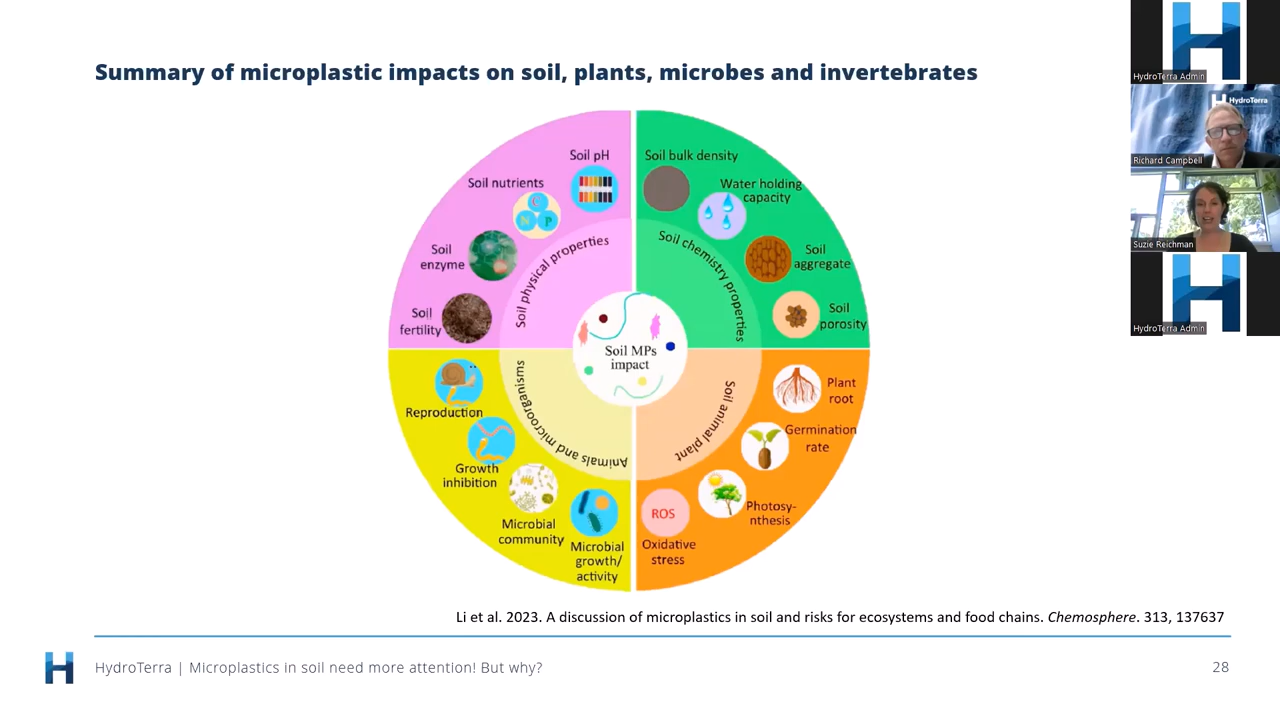 Summary of microplastic impacts on soil, plants, microbes and invertebrates
Soil pH
Soil nutrients
C
N
P
Soil
enzyme
Soil
fertility
Soil physical properties
Soil bulk density
Water holding
capacity
Soil
aggregate
Soil
porosity
Soil chemistry properties
Soil MPs
impact
Reproduction
Growth
inhibition
Microbial
community
Microbial
growth/
activity
Animals and microorganisms
Plant
root
Germination
rate
Photosy-
nthesis
ROS
Oxidative
stress
Soil animal plant
Li et al. 2023. A discussion of microplastics in soil and risks for ecosystems and food chains. Chemosphere. 313, 137637
HydroTerra | Microplastics in soil need more attention! But why?
28
HydroTerra Admin
HydroTerra
Richard Campbell
Suzie Reichman
HydroTerra Admin